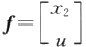 f = [ x₂
u ]